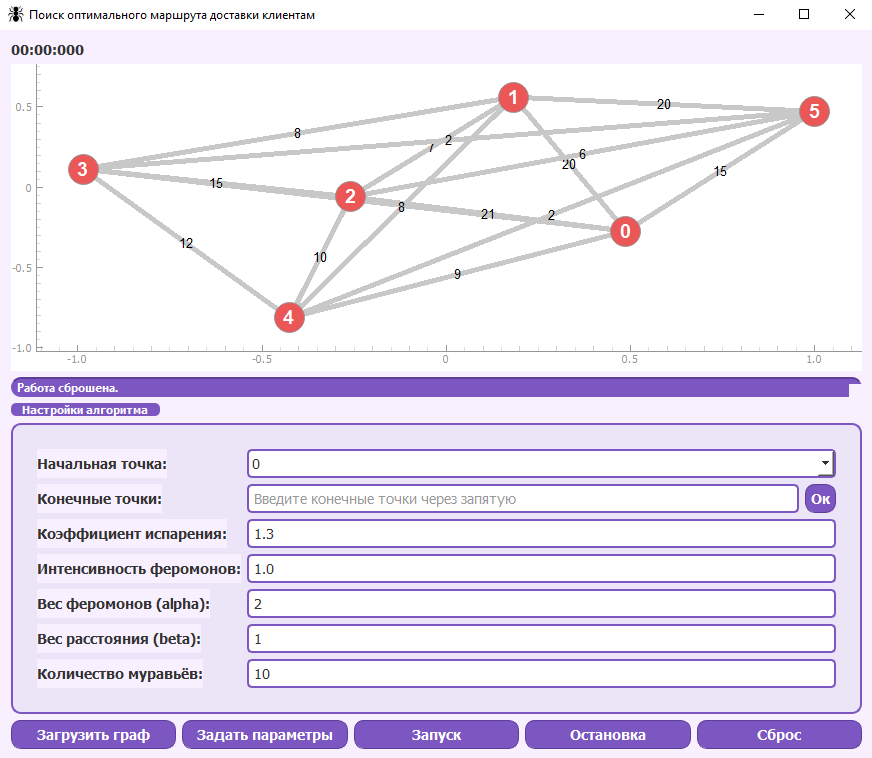 Поиск оптимального маршрута доставки клиентам
00:00:000
0.5
0
-0.5
-1.0
1
5
3
2
0
4
20
8
2
7
6
20
15
15
8
21
2
12
10
9
-1.0 -0.5 0 0.5 1.0
Работа сброшена.
Настройки алгоритма
Начальная точка: 0
Конечные точки: Введите конечные точки через запятую Ок
Коэффициент испарения: 1.3
Интенсивность феромонов: 1.0
Вес феромонов (alpha): 2
Вес расстояния (beta): 1
Количество муравьёв: 10
Загрузить граф Задать параметры Запуск Остановка Сброс